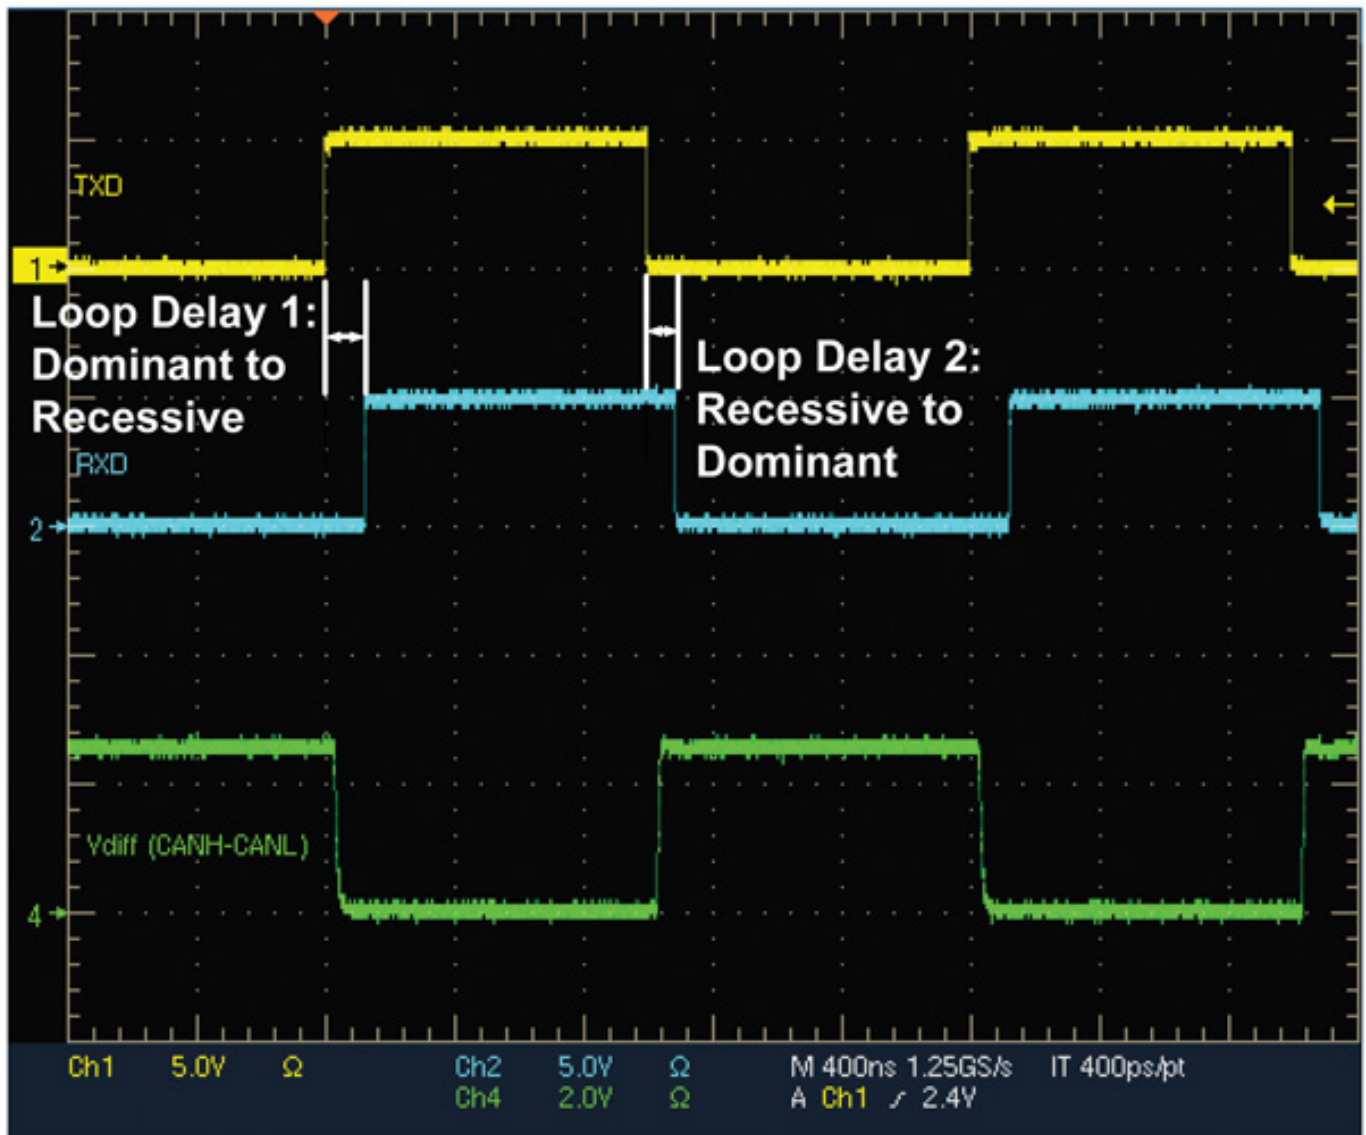 TXD
1
Loop Delay 1:
Dominant to
Recessive
Loop Delay 2:
Recessive to
Dominant
RXD
2
Vdiff (CANH-CANL)
4
Ch1 5.0V Ω Ch2 5.0V Ω M 400ns 1.25GS/s IT 400ps/pt
Ch4 2.0V Ω A Ch1 / 2.4V